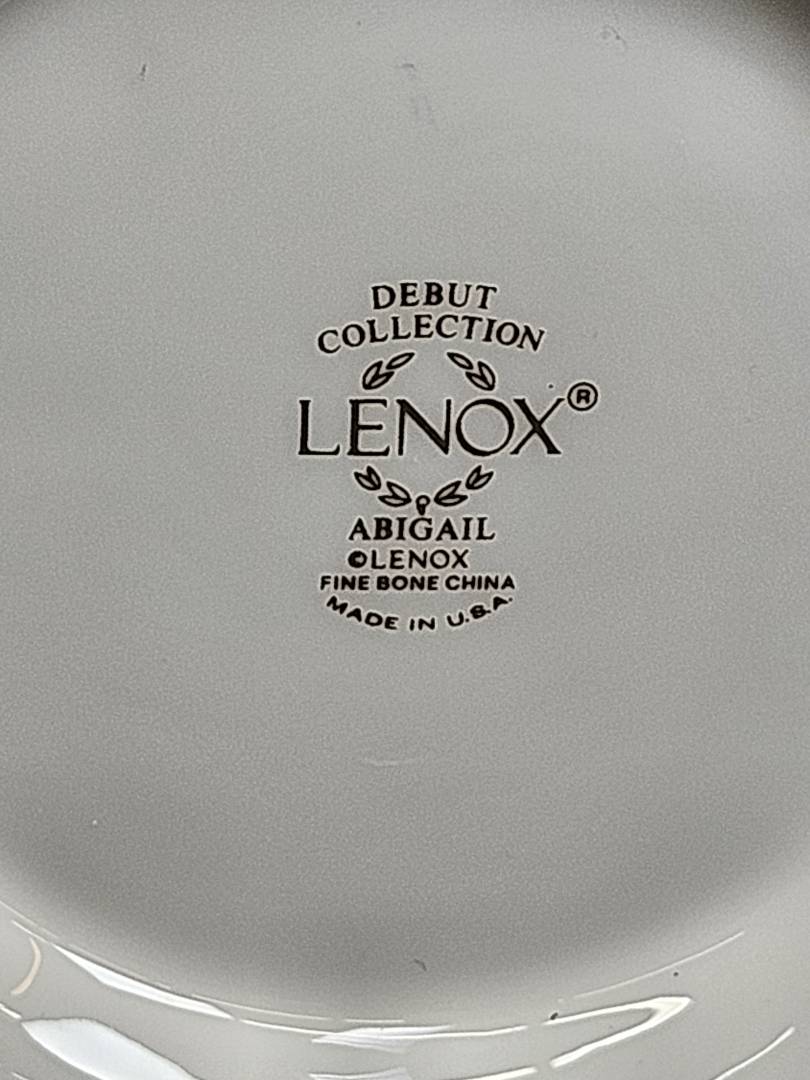 DEBUT
COLLECTION
LENOX®
ABIGAIL
©LENOX
FINE BONE CHINA
MADE IN U.S.A.